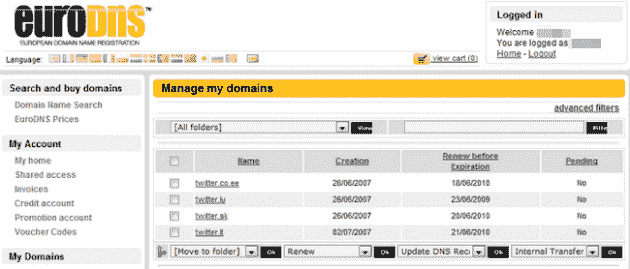 euroDNS™
EUROPEAN DOMAIN NAME REGISTRATION
Logged in
Welcome
You are logged as
Home - Logout
Language:
view cart (0)
Search and buy domains
Domain Name Search
EuroDNS Prices
My Account
My home
Shared access
Invoices
Credit account
Promotion account
Voucher Codes
My Domains
Manage my domains
advanced filters
[All folders] View Filte
Name Creation Renew before Expiration Pending
twitter.co.ee 26/06/2007 18/06/2010 No
twitter.lu 26/06/2007 23/06/2009 No
twitter.sk 26/06/2007 20/06/2010 No
twitter.it 02/07/2007 21/06/2010 No
[Move to folder] Ok Renew Ok Update DNS Rec Ok Internal Transfer Ok